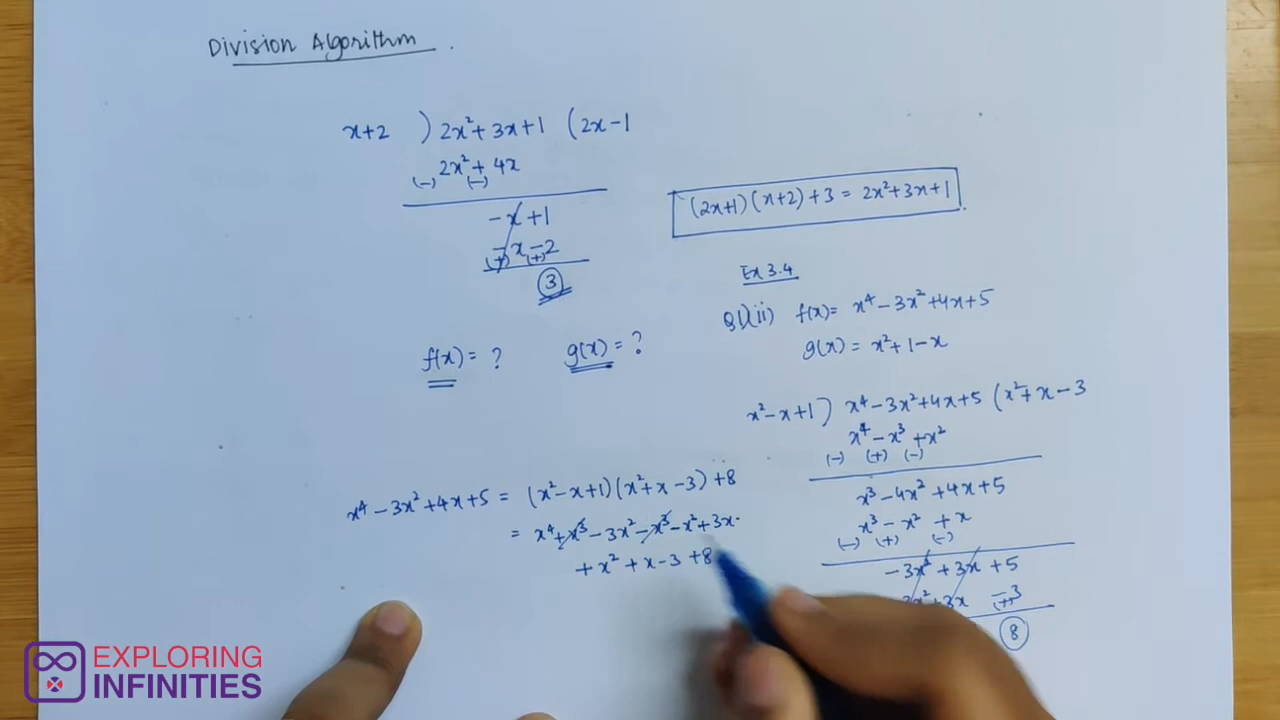 Division Algorithm .
x+2 ) 2x²+ 3x+1 (2x-1
2x²+ 4x
(-) (-)
-x +1
-x -2
(+) (+)
3
(2x+1)(x+2)+3 = 2x²+3x+1
f(x)= ? g(x)= ?
Ex 3.4
Q1)(ii) f(x)= x⁴-3x²+4x+5
g(x) = x²+1-x
x²-x+1) x⁴-3x²+4x+5 (x²+x-3
x⁴-x³+x²
(-) (+) (-)
x³-4x²+4x+5
x³-x² +x
(-) (+) (-)
-3x²+3x+5
3x²+3x -3
(+)
8
x⁴-3x²+4x+5 = (x²-x+1)(x²+x-3)+8
= x⁴+x³-3x²-x³-x²+3x
+x²+x-3+8
EXPLORING
INFINITIES